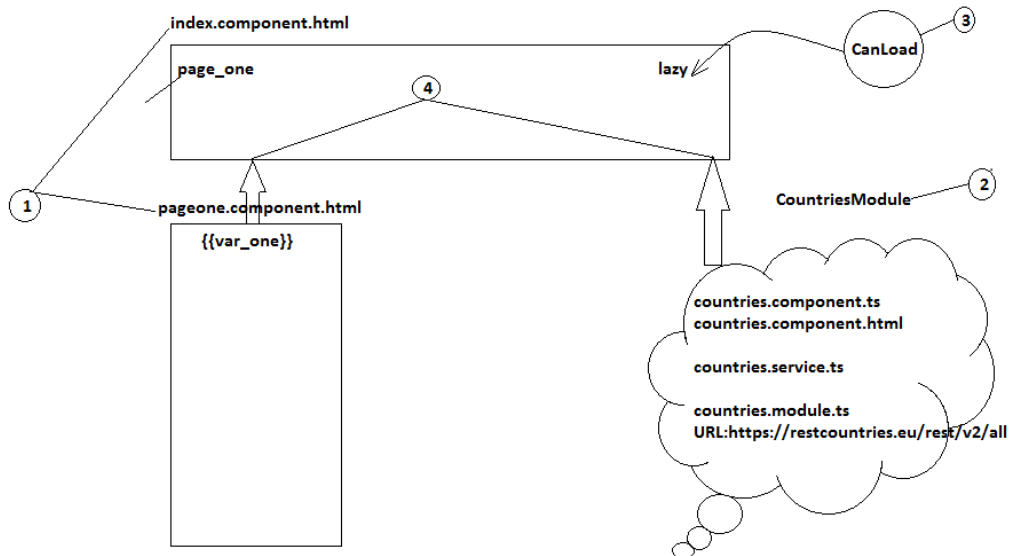 index.component.html
3
CanLoad
page_one
lazy
4
1
pageone.component.html
{{var_one}}
2
CountriesModule
countries.component.ts
countries.component.html
countries.service.ts
countries.module.ts
URL:https://restcountries.eu/rest/v2/all